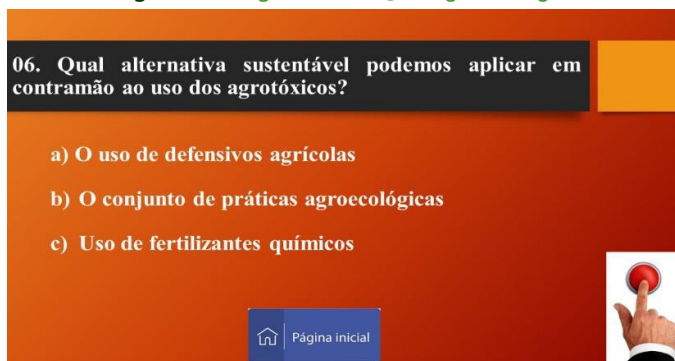 06. Qual alternativa sustentável podemos aplicar em
contramão ao uso dos agrotóxicos?
a) O uso de defensivos agrícolas
b) O conjunto de práticas agroecológicas
c) Uso de fertilizantes químicos
Página inicial